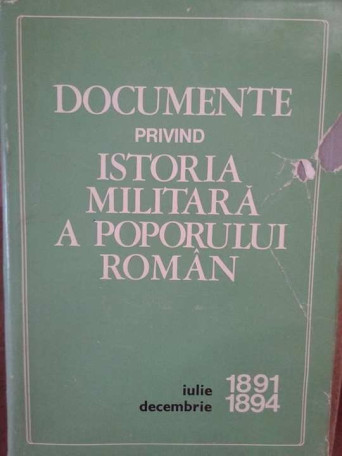 DOCUMENTE
PRIVIND
ISTORIA
MILITARĂ
A POPORULUI
ROMÂN
iulie 1891
decembrie 1894